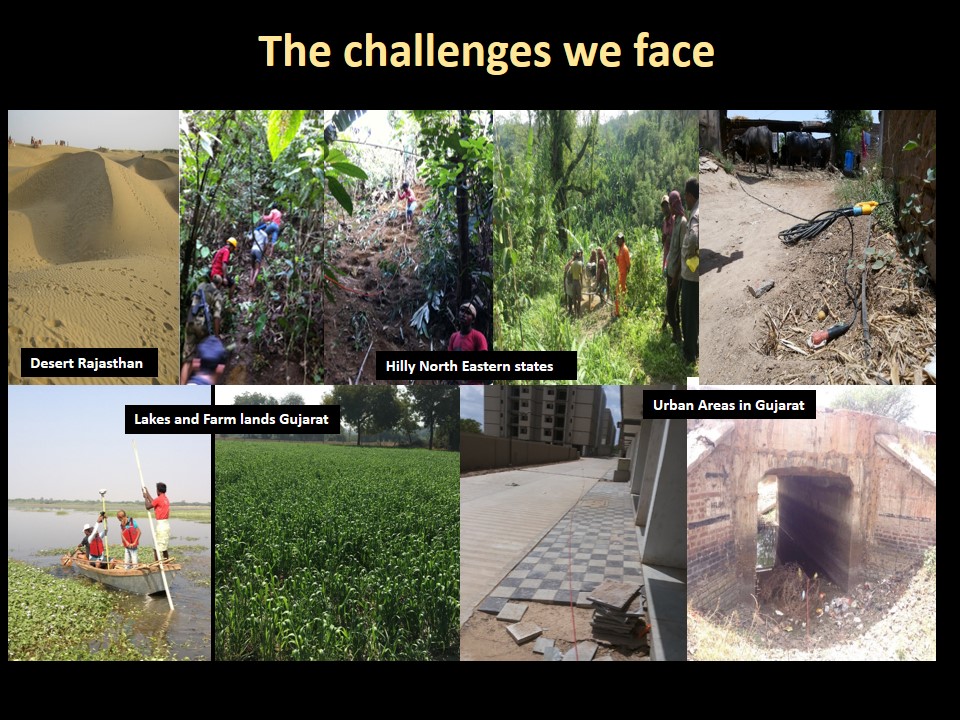 The challenges we face
Desert Rajasthan
Hilly North Eastern states
Lakes and Farm lands Gujarat
Urban Areas in Gujarat